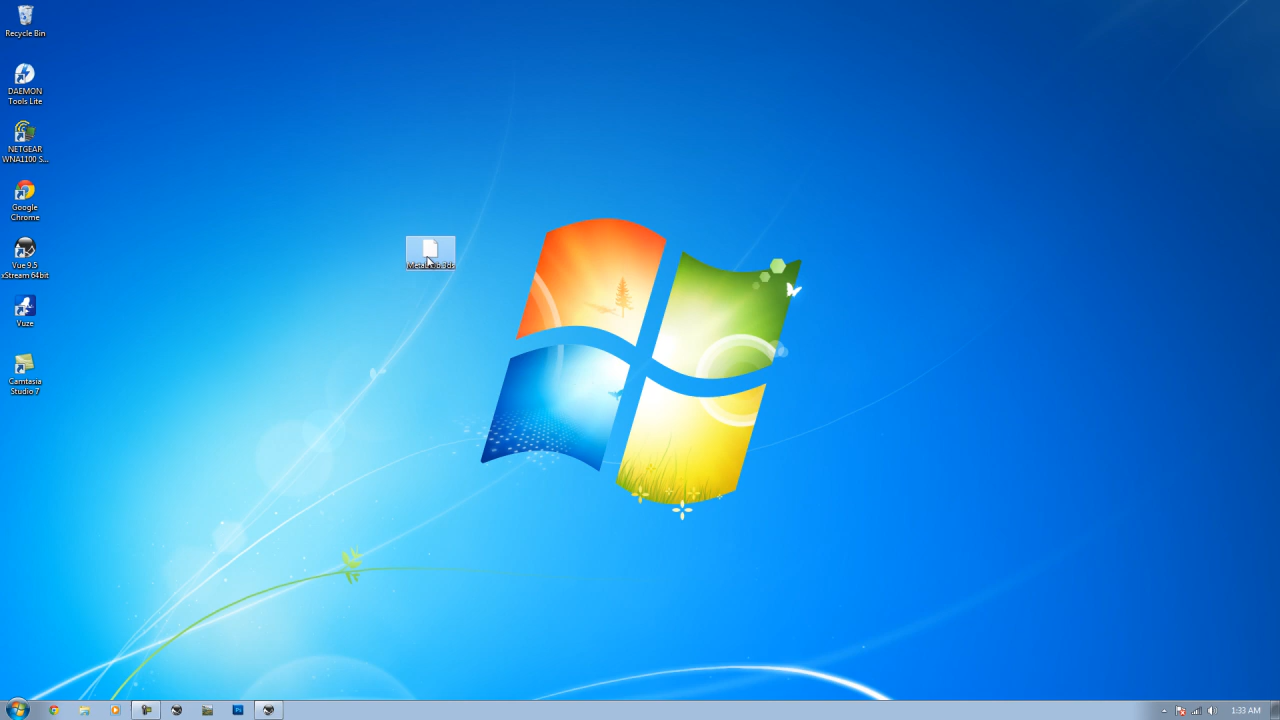 Recycle Bin
DAEMON
Tools Lite
NETGEAR
WNA1100 S...
Google
Chrome
Vue 9.5
xStream 64bit
Vuze
Camtasia
Studio 7
Ps
1:33 AM